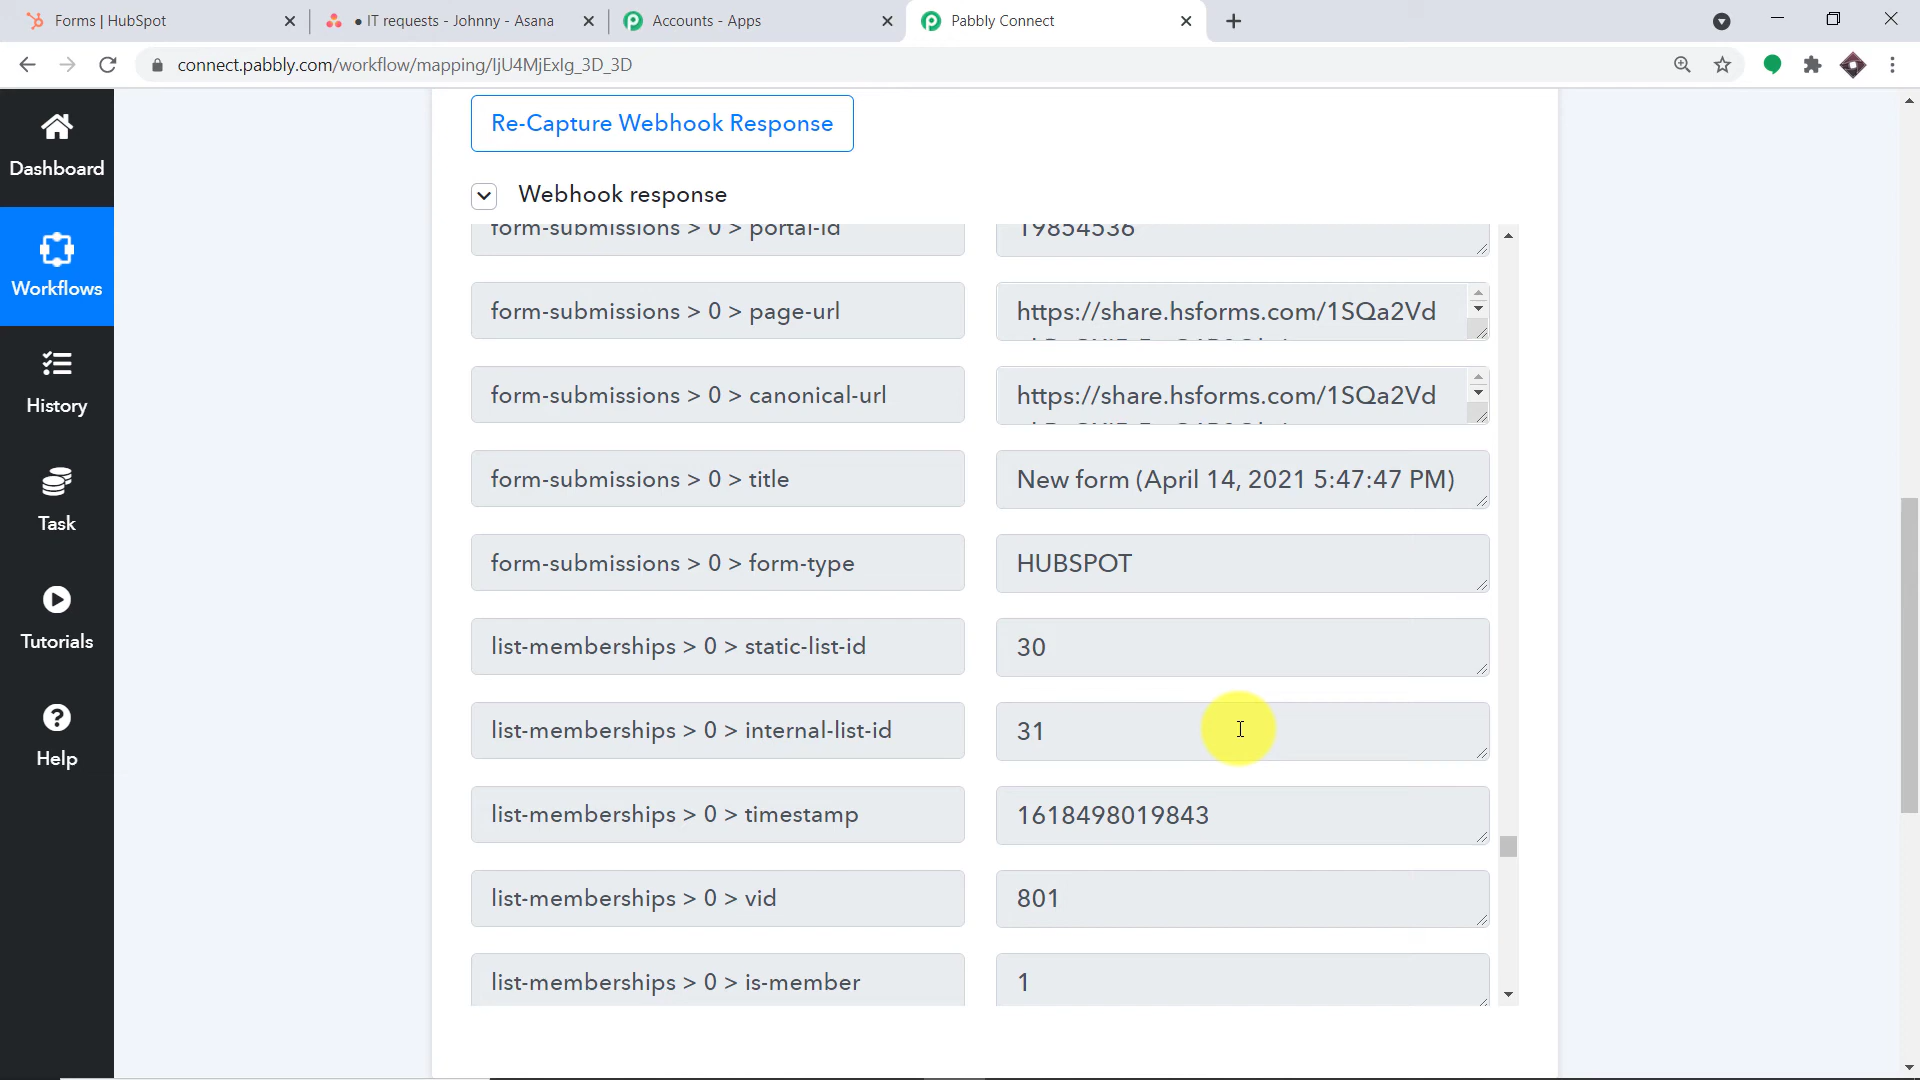 Forms | HubSpot
• IT requests - Johnny - Asana
Accounts - Apps
Pabbly Connect
connect.pabbly.com/workflow/mapping/IjU4MjExIg_3D_3D
Dashboard
Workflows
History
Task
Tutorials
Help
Re-Capture Webhook Response
Webhook response
form-submissions > 0 > portal-id
19854536
form-submissions > 0 > page-url
https://share.hsforms.com/1SQa2Vd
form-submissions > 0 > canonical-url
https://share.hsforms.com/1SQa2Vd
form-submissions > 0 > title
New form (April 14, 2021 5:47:47 PM)
form-submissions > 0 > form-type
HUBSPOT
list-memberships > 0 > static-list-id
30
list-memberships > 0 > internal-list-id
31
list-memberships > 0 > timestamp
1618498019843
list-memberships > 0 > vid
801
list-memberships > 0 > is-member
1